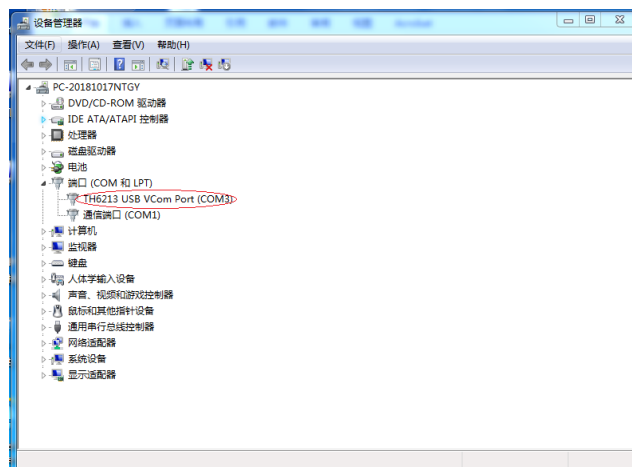 设备管理器
文件(F) 操作(A) 查看(V) 帮助(H)
PC-20181017NTGY
DVD/CD-ROM 驱动器
IDE ATA/ATAPI 控制器
处理器
磁盘驱动器
电池
端口 (COM 和 LPT)
TH6213 USB VCom Port (COM3)
通信端口 (COM1)
计算机
监视器
键盘
人体学输入设备
声音、视频和游戏控制器
鼠标和其他指针设备
通用串行总线控制器
网络适配器
系统设备
显示适配器